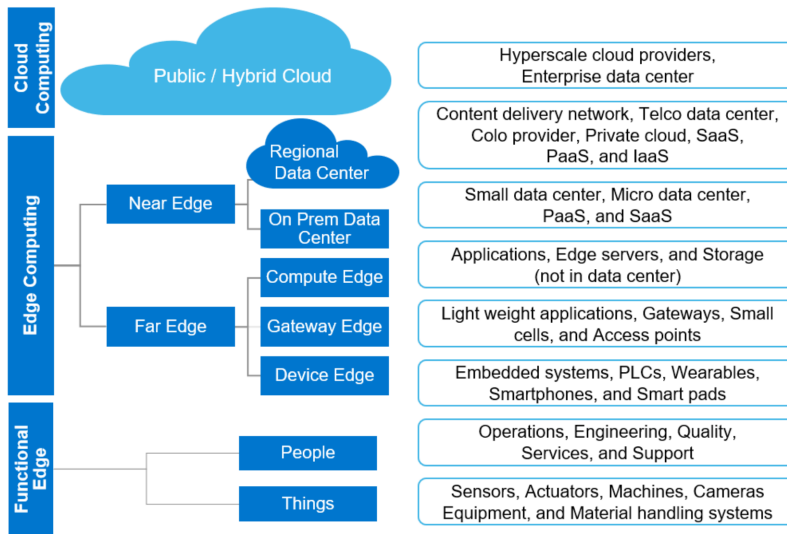 Cloud
Computing
Public / Hybrid Cloud
Hyperscale cloud providers,
Enterprise data center
Edge Computing
Near Edge
Regional
Data Center
Content delivery network, Telco data center,
Colo provider, Private cloud, SaaS,
PaaS, and IaaS
On Prem Data
Center
Small data center, Micro data center,
PaaS, and SaaS
Far Edge
Compute Edge
Applications, Edge servers, and Storage
(not in data center)
Gateway Edge
Light weight applications, Gateways, Small
cells, and Access points
Device Edge
Embedded systems, PLCs, Wearables,
Smartphones, and Smart pads
Functional
Edge
People
Operations, Engineering, Quality,
Services, and Support
Things
Sensors, Actuators, Machines, Cameras
Equipment, and Material handling systems